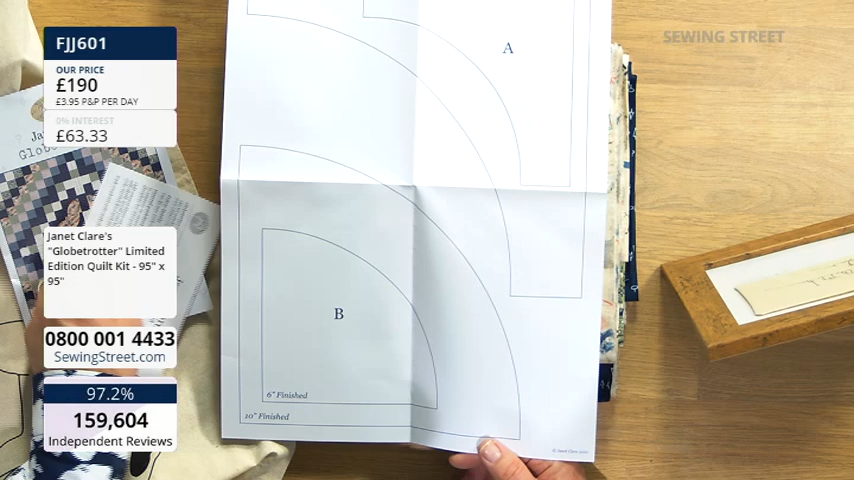 FJJ601
OUR PRICE
£190
£3.95 P&P PER DAY
0% INTEREST
£63.33
Janet Clare's
"Globetrotter" Limited
Edition Quilt Kit - 95" x
95"
0800 001 4433
SewingStreet.com
97.2%
159,604
Independent Reviews
SEWING STREET
A
B
6" Finished
10" Finished